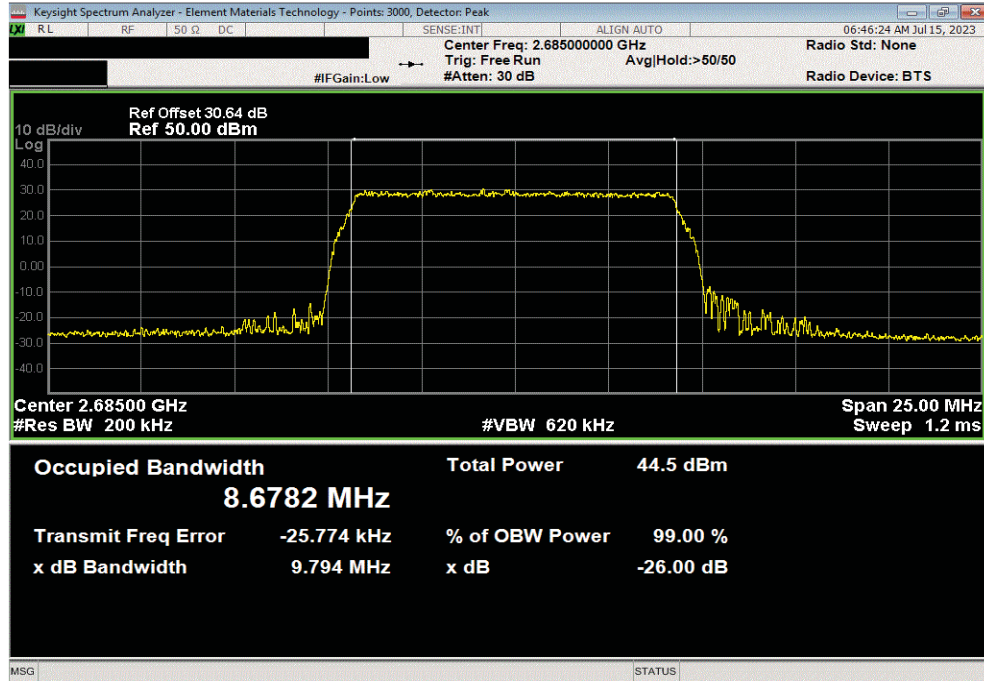 Keysight Spectrum Analyzer - Element Materials Technology - Points: 3000, Detector: Peak
LXI RL RF 50 Ω DC SENSE:INT ALIGN AUTO 06:46:24 AM Jul 15, 2023
Center Freq: 2.685000000 GHz Radio Std: None
Trig: Free Run Avg|Hold:>50/50
#IFGain:Low #Atten: 30 dB Radio Device: BTS
Ref Offset 30.64 dB
10 dB/div Ref 50.00 dBm
Log
40.0
30.0
20.0
10.0
0.00
-10.0
-20.0
-30.0
-40.0
Center 2.68500 GHz Span 25.00 MHz
#Res BW 200 kHz #VBW 620 kHz Sweep 1.2 ms
Occupied Bandwidth Total Power 44.5 dBm
8.6782 MHz
Transmit Freq Error -25.774 kHz % of OBW Power 99.00 %
x dB Bandwidth 9.794 MHz x dB -26.00 dB
MSG STATUS